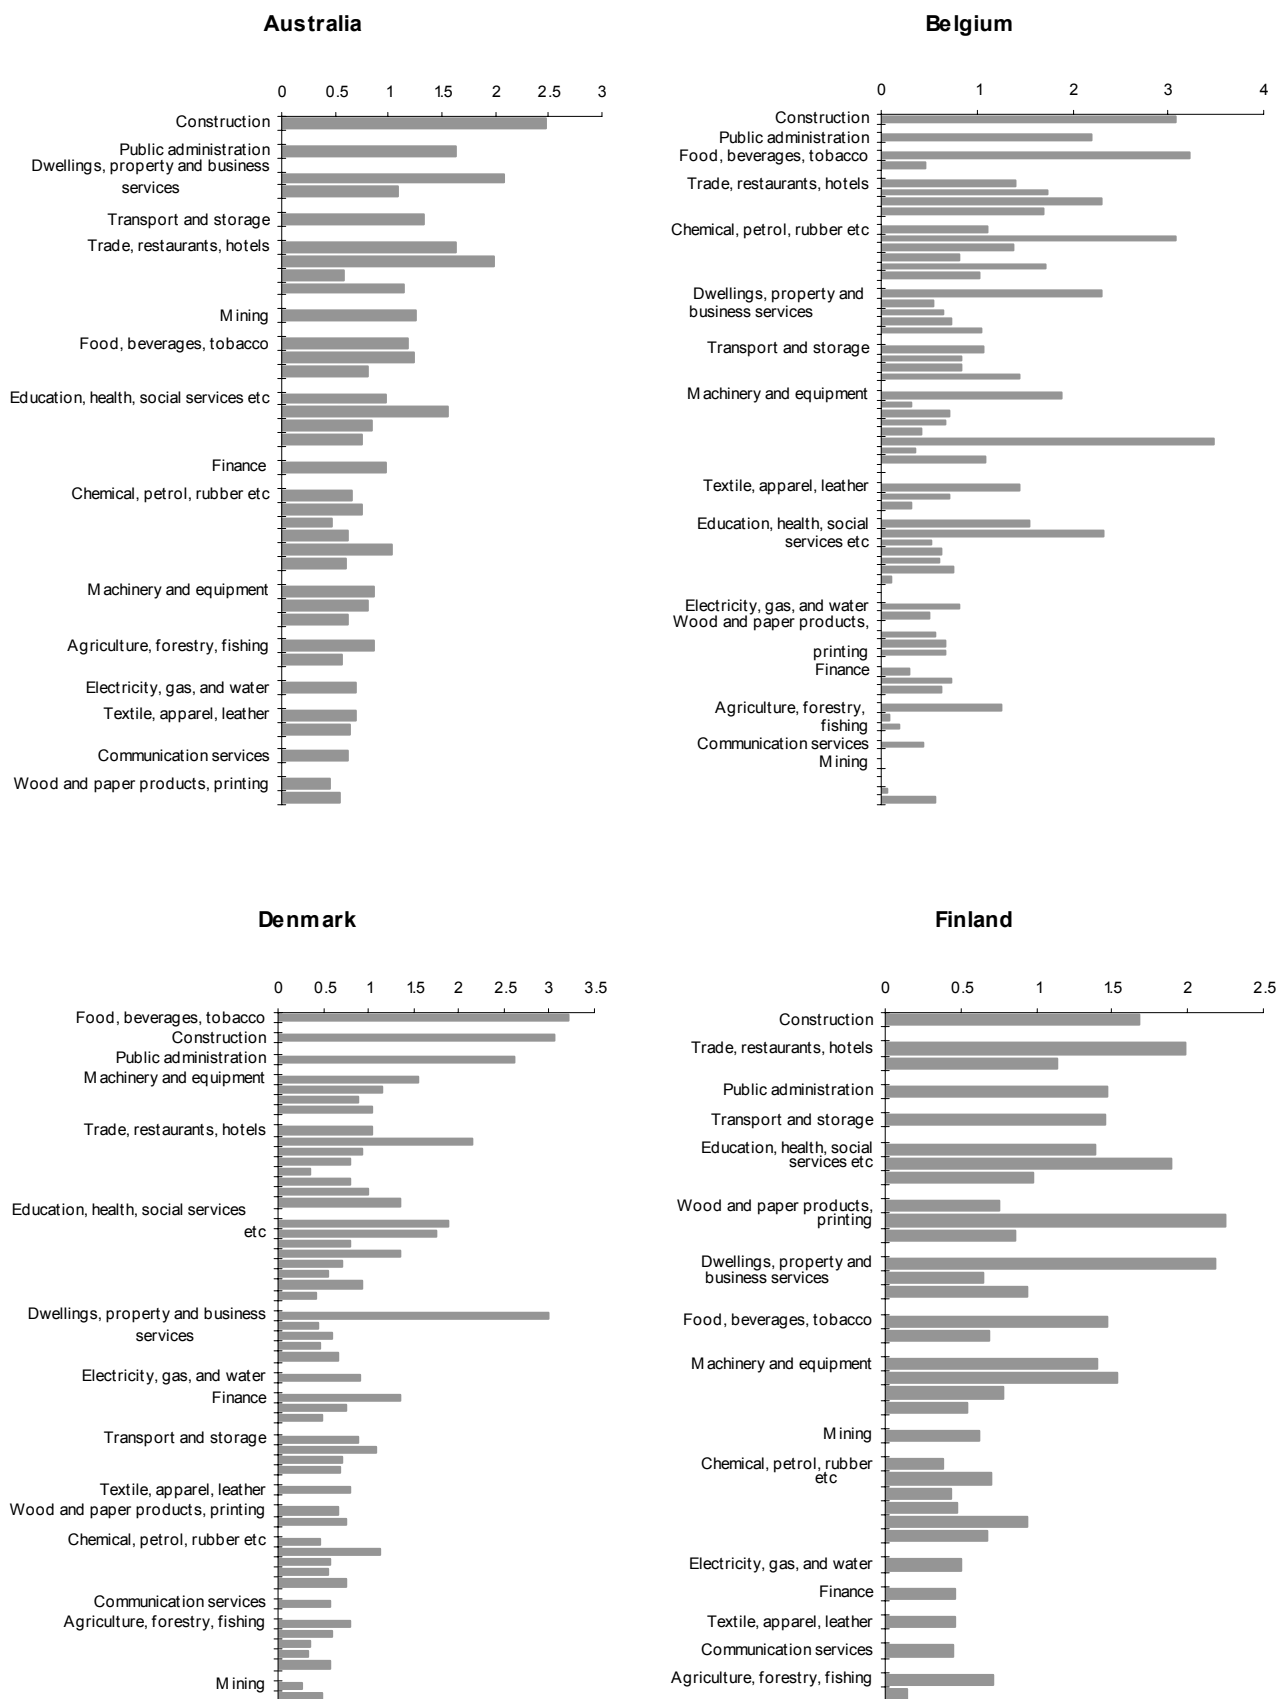 Australia
0 0.5 1 1.5 2 2.5 3
Construction
Public administration
Dwellings, property and business
services
Transport and storage
Trade, restaurants, hotels
Mining
Food, beverages, tobacco
Education, health, social services etc
Finance
Chemical, petrol, rubber etc
Machinery and equipment
Agriculture, forestry, fishing
Electricity, gas, and water
Textile, apparel, leather
Communication services
Wood and paper products, printing
Belgium
0 1 2 3 4
Construction
Public administration
Food, beverages, tobacco
Trade, restaurants, hotels
Chemical, petrol, rubber etc
Dwellings, property and
business services
Transport and storage
Machinery and equipment
Textile, apparel, leather
Education, health, social
services etc
Electricity, gas, and water
Wood and paper products,
printing
Finance
Agriculture, forestry,
fishing
Communication services
Mining
Denmark
0 0.5 1 1.5 2 2.5 3 3.5
Food, beverages, tobacco
Construction
Public administration
Machinery and equipment
Trade, restaurants, hotels
Education, health, social services
etc
Dwellings, property and business
services
Electricity, gas, and water
Finance
Transport and storage
Textile, apparel, leather
Wood and paper products, printing
Chemical, petrol, rubber etc
Communication services
Agriculture, forestry, fishing
Mining
Finland
0 0.5 1 1.5 2 2.5
Construction
Trade, restaurants, hotels
Public administration
Transport and storage
Education, health, social
services etc
Wood and paper products,
printing
Dwellings, property and
business services
Food, beverages, tobacco
Machinery and equipment
Mining
Chemical, petrol, rubber
etc
Electricity, gas, and water
Finance
Textile, apparel, leather
Communication services
Agriculture, forestry, fishing